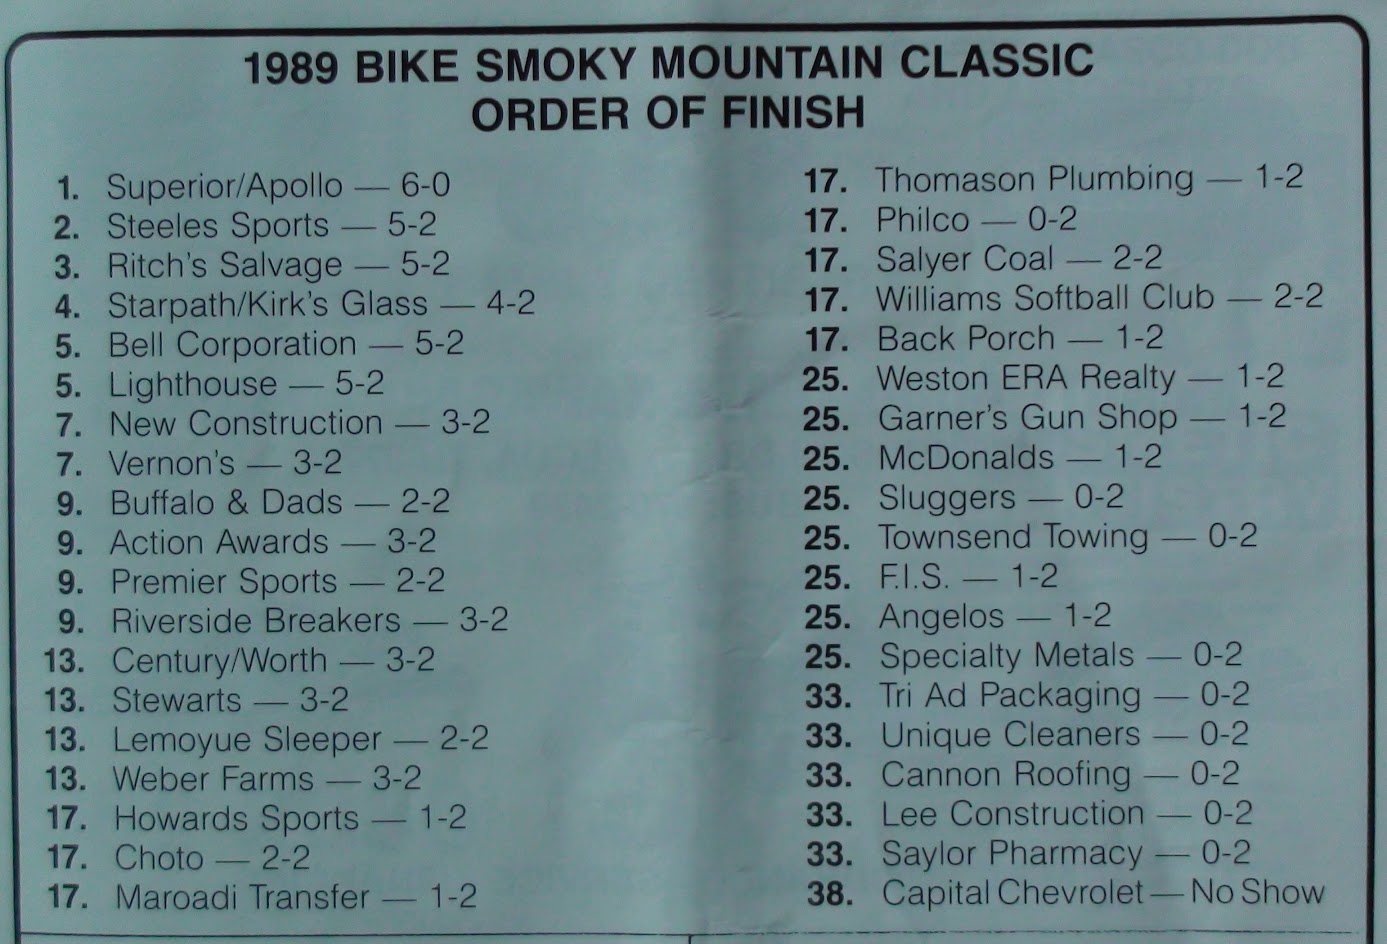 1989 BIKE SMOKY MOUNTAIN CLASSIC
ORDER OF FINISH
1. Superior/Apollo — 6-0
2. Steeles Sports — 5-2
3. Ritch's Salvage — 5-2
4. Starpath/Kirk's Glass — 4-2
5. Bell Corporation — 5-2
5. Lighthouse — 5-2
7. New Construction — 3-2
7. Vernon's — 3-2
9. Buffalo & Dads — 2-2
9. Action Awards — 3-2
9. Premier Sports — 2-2
9. Riverside Breakers — 3-2
13. Century/Worth — 3-2
13. Stewarts — 3-2
13. Lemoyue Sleeper — 2-2
13. Weber Farms — 3-2
17. Howards Sports — 1-2
17. Choto — 2-2
17. Maroadi Transfer — 1-2
17. Thomason Plumbing — 1-2
17. Philco — 0-2
17. Salyer Coal — 2-2
17. Williams Softball Club — 2-2
17. Back Porch — 1-2
25. Weston ERA Realty — 1-2
25. Garner's Gun Shop — 1-2
25. McDonalds — 1-2
25. Sluggers — 0-2
25. Townsend Towing — 0-2
25. F.I.S. — 1-2
25. Angelos — 1-2
25. Specialty Metals — 0-2
33. Tri Ad Packaging — 0-2
33. Unique Cleaners — 0-2
33. Cannon Roofing — 0-2
33. Lee Construction — 0-2
33. Saylor Pharmacy — 0-2
38. Capital Chevrolet — No Show